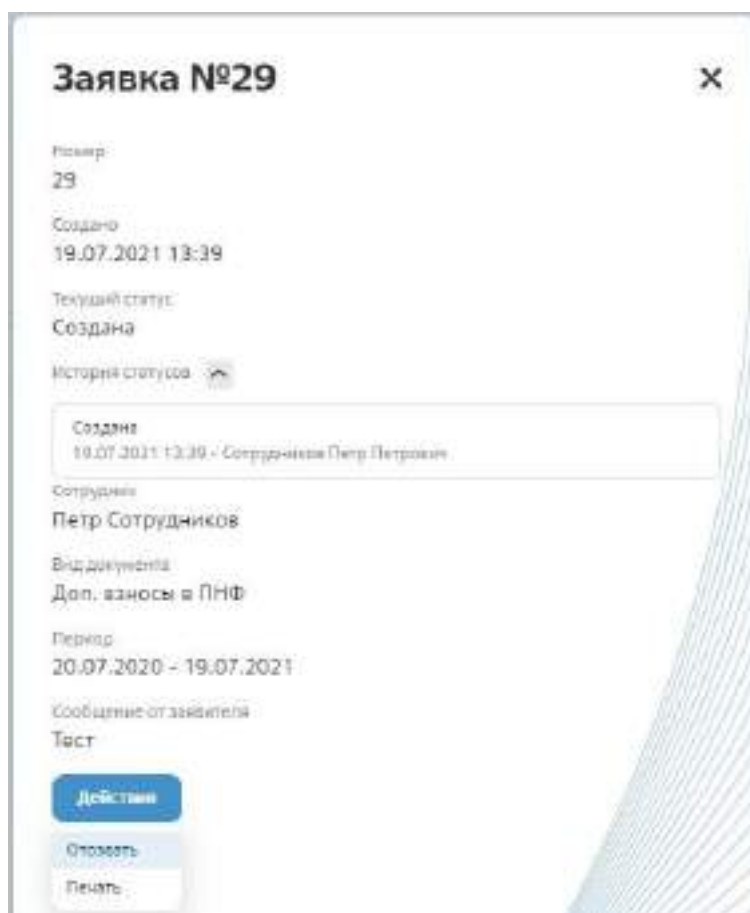 Заявка №29
Номер
29
Создано
19.07.2021 13:39
Текущий статус
Создана
История статусов
Создана
19.07.2021 13:39 - Сотрудников Петр Петрович
Сотрудник
Петр Сотрудников
Вид документа
Доп. взносы в ПНФ
Период
20.07.2020 - 19.07.2021
Сообщение от заявителя
Тест
Действия
Отозвать
Печать